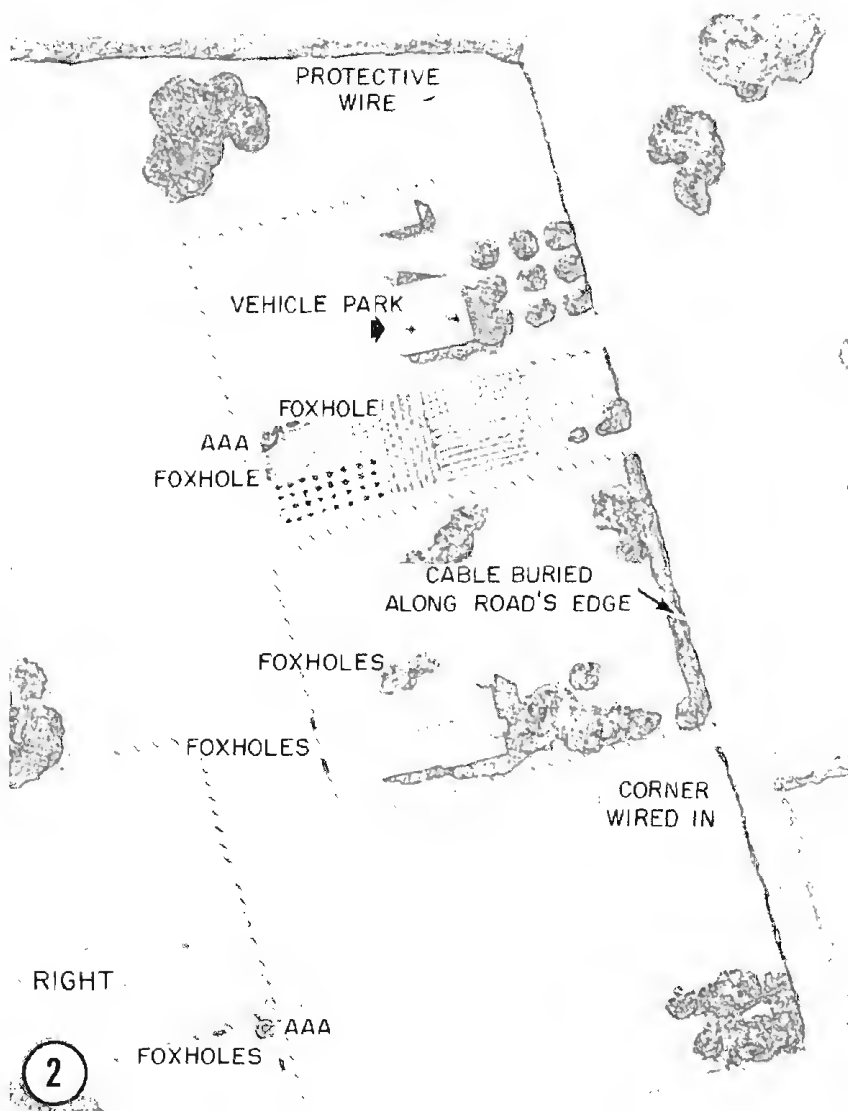 PROTECTIVE
WIRE
VEHICLE PARK
FOXHOLE
AAA
FOXHOLE
CABLE BURIED
ALONG ROAD'S EDGE
FOXHOLES
FOXHOLES
CORNER
WIRED IN
RIGHT
AAA
FOXHOLES
2